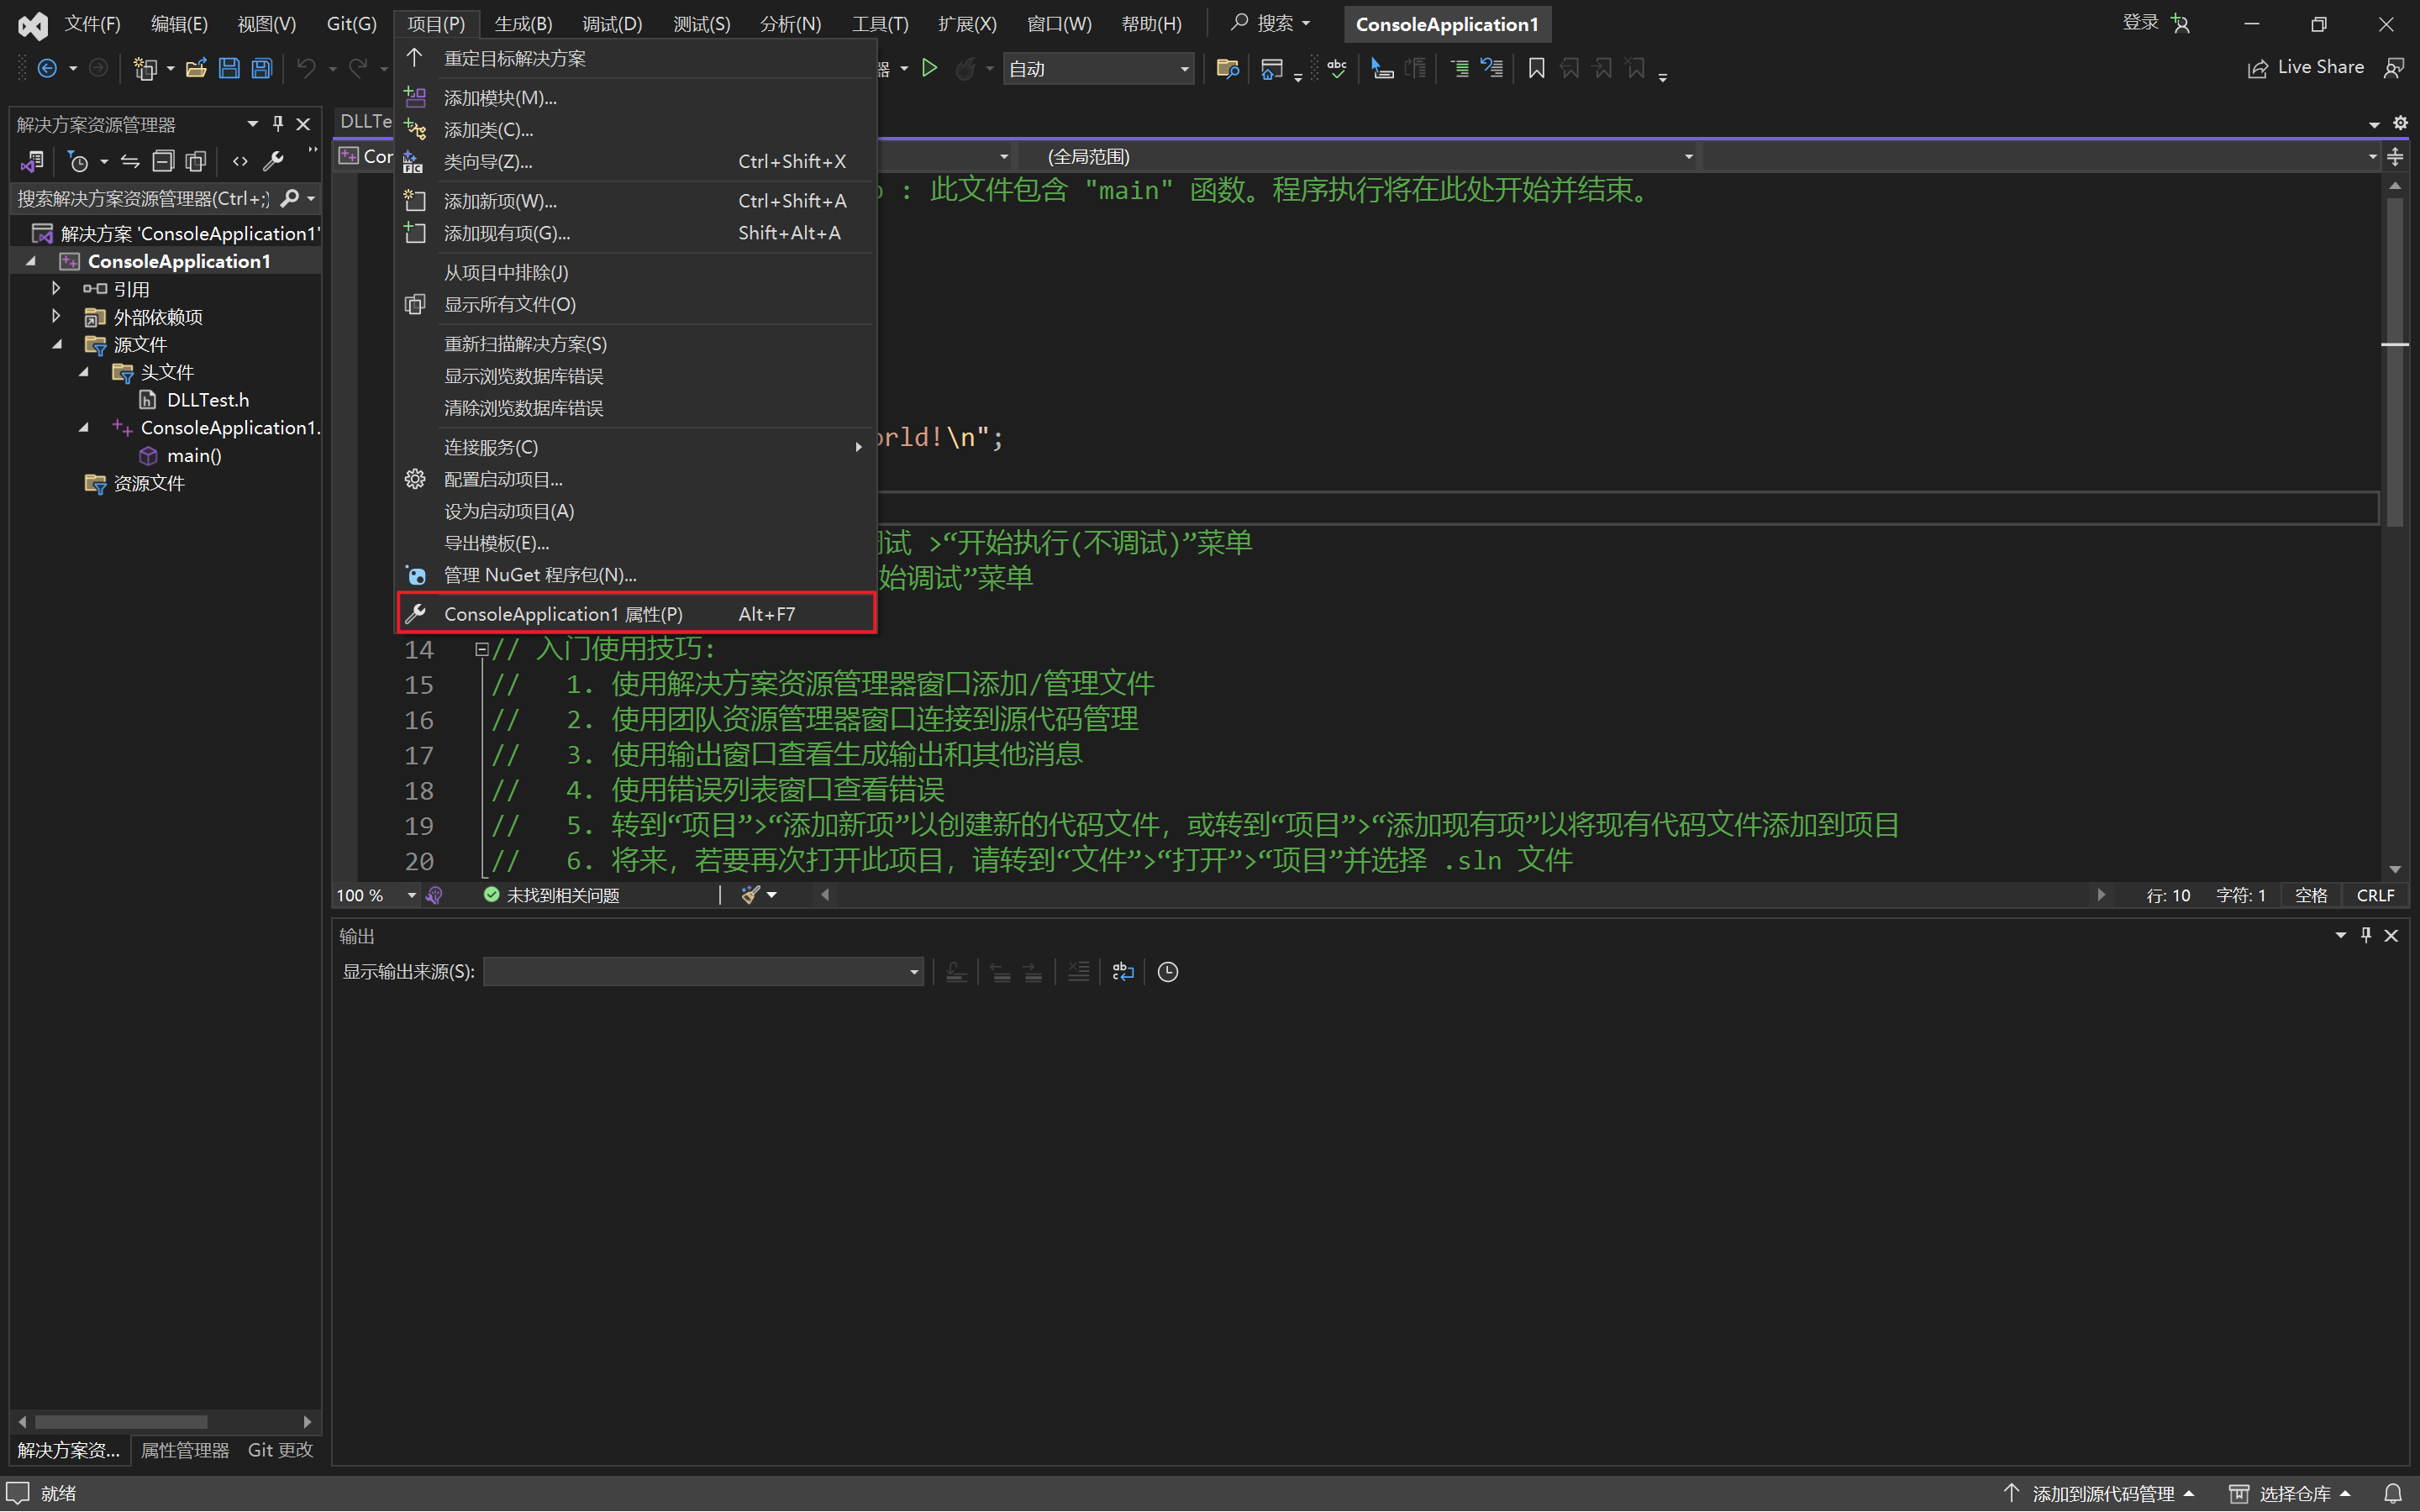 文件(F) 编辑(E) 视图(V) Git(G) 项目(P) 生成(B) 调试(D) 测试(S) 分析(N) 工具(T) 扩展(X) 窗口(W) 帮助(H) 搜索 ConsoleApplication1 登录
器 自动 Live Share
解决方案资源管理器
搜索解决方案资源管理器(Ctrl+;)
解决方案 'ConsoleApplication1'
ConsoleApplication1
引用
外部依赖项
源文件
头文件
DLLTest.h
ConsoleApplication1.
main()
资源文件
解决方案资... 属性管理器 Git 更改
重定目标解决方案
添加模块(M)...
添加类(C)...
类向导(Z)... Ctrl+Shift+X
添加新项(W)... Ctrl+Shift+A
添加现有项(G)... Shift+Alt+A
从项目中排除(J)
显示所有文件(O)
重新扫描解决方案(S)
显示浏览数据库错误
清除浏览数据库错误
连接服务(C)
配置启动项目...
设为启动项目(A)
导出模板(E)...
管理 NuGet 程序包(N)...
ConsoleApplication1 属性(P) Alt+F7
DLLTe
Con (全局范围)
: 此文件包含 "main" 函数。程序执行将在此处开始并结束。
orld!\n";
调试 >“开始执行(不调试)”菜单
始调试”菜单
14 // 入门使用技巧:
15 // 1. 使用解决方案资源管理器窗口添加/管理文件
16 // 2. 使用团队资源管理器窗口连接到源代码管理
17 // 3. 使用输出窗口查看生成输出和其他消息
18 // 4. 使用错误列表窗口查看错误
19 // 5. 转到“项目”>“添加新项”以创建新的代码文件，或转到“项目”>“添加现有项”以将现有代码文件添加到项目
20 // 6. 将来，若要再次打开此项目，请转到“文件”>“打开”>“项目”并选择 .sln 文件
100 % 未找到相关问题 行: 10 字符: 1 空格 CRLF
输出
显示输出来源(S):
就绪 添加到源代码管理 选择仓库